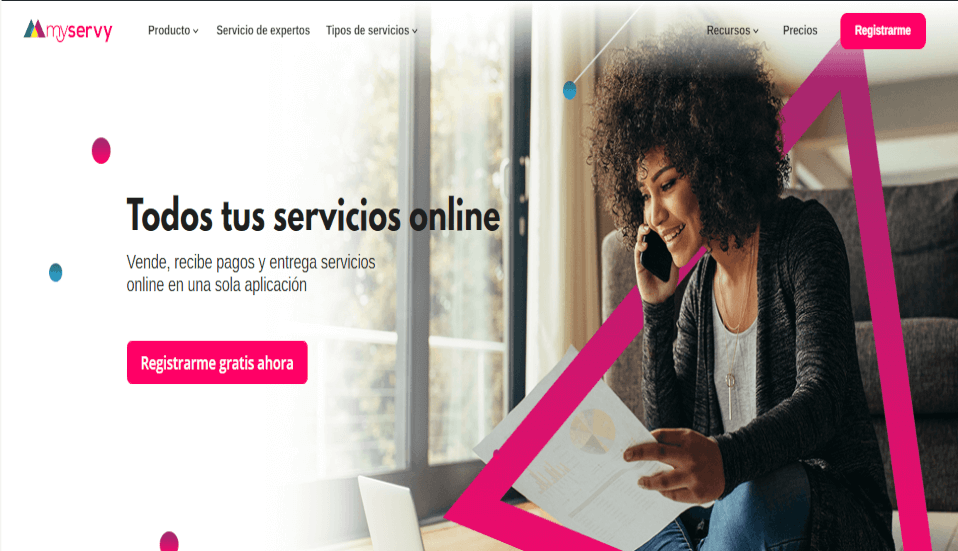 myservy
Producto
Servicio de expertos
Tipos de servicios
Recursos
Precios
Registrarme
Todos tus servicios online
Vende, recibe pagos y entrega servicios
online en una sola aplicación
Registrarme gratis ahora